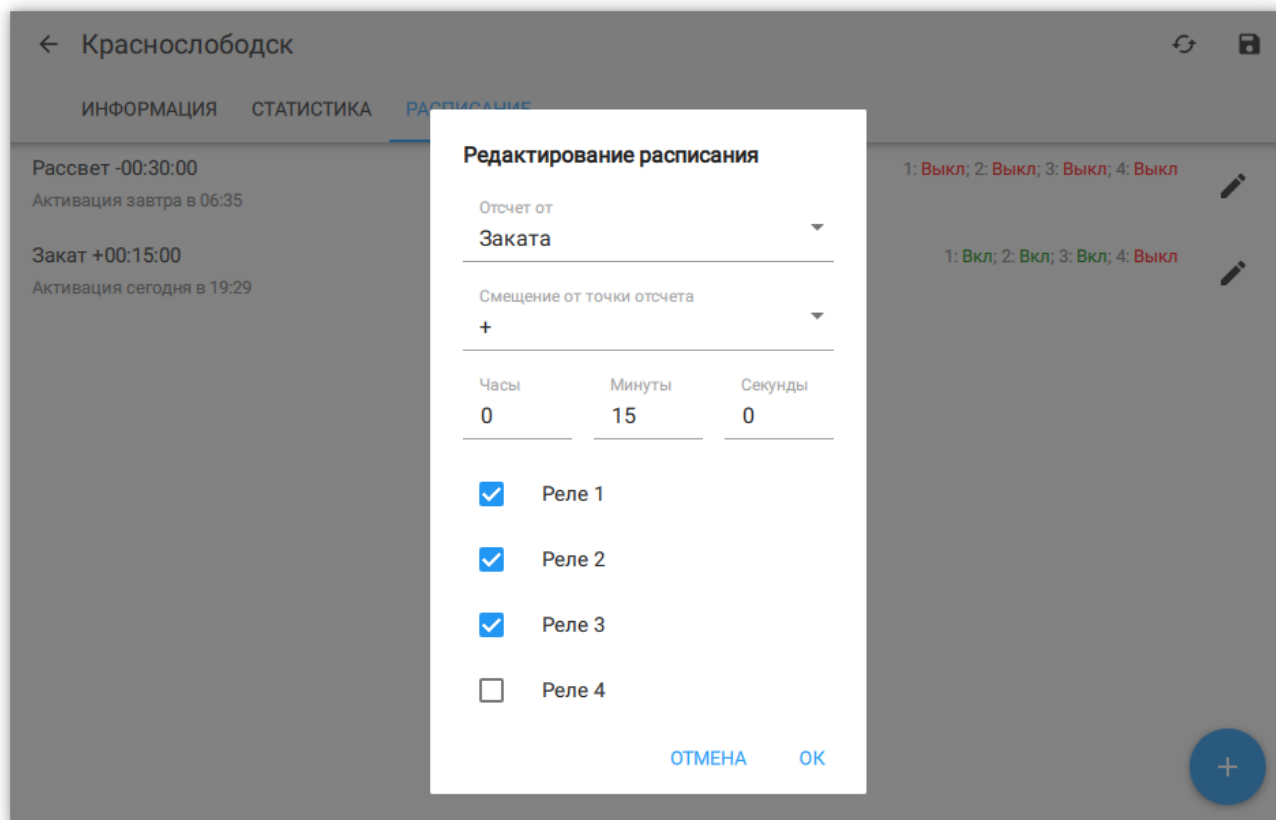 Краснослободск
ИНФОРМАЦИЯ СТАТИСТИКА РАСПИСАНИЕ
Рассвет -00:30:00
Активация завтра в 06:35
1: Выкл; 2: Выкл; 3: Выкл; 4: Выкл
Закат +00:15:00
Активация сегодня в 19:29
1: Вкл; 2: Вкл; 3: Вкл; 4: Выкл
Редактирование расписания
Отсчет от
Заката
Смещение от точки отсчета
+
Часы Минуты Секунды
0 15 0
Реле 1
Реле 2
Реле 3
Реле 4
ОТМЕНА ОК